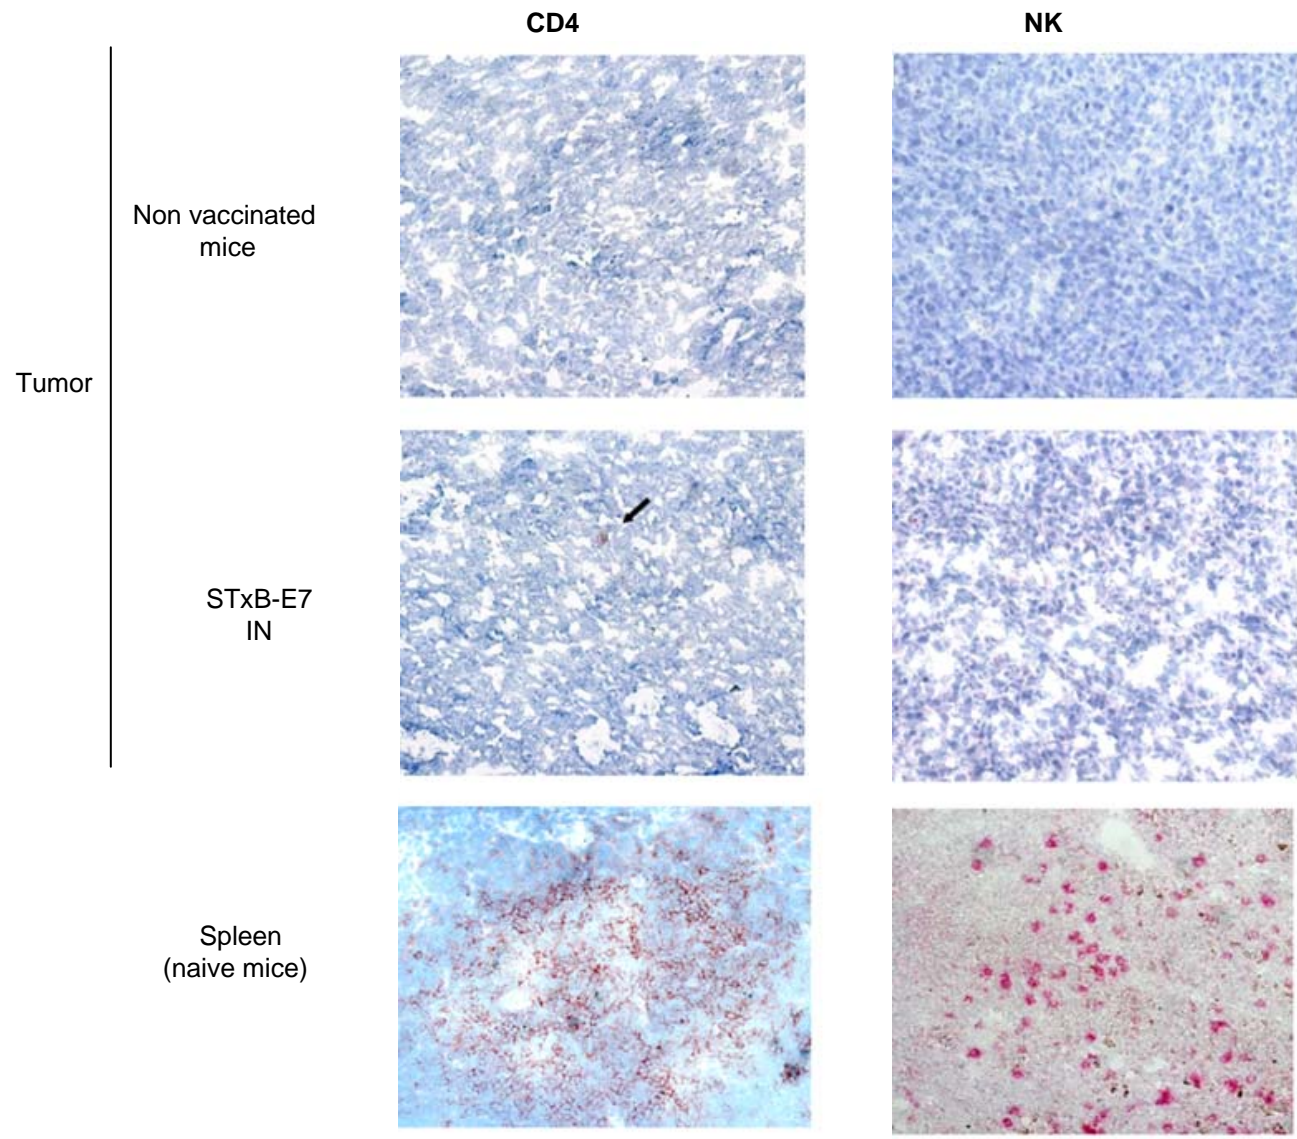 CD4
NK
Non vaccinated
mice
Tumor
STxB-E7
IN
Spleen
(naive mice)